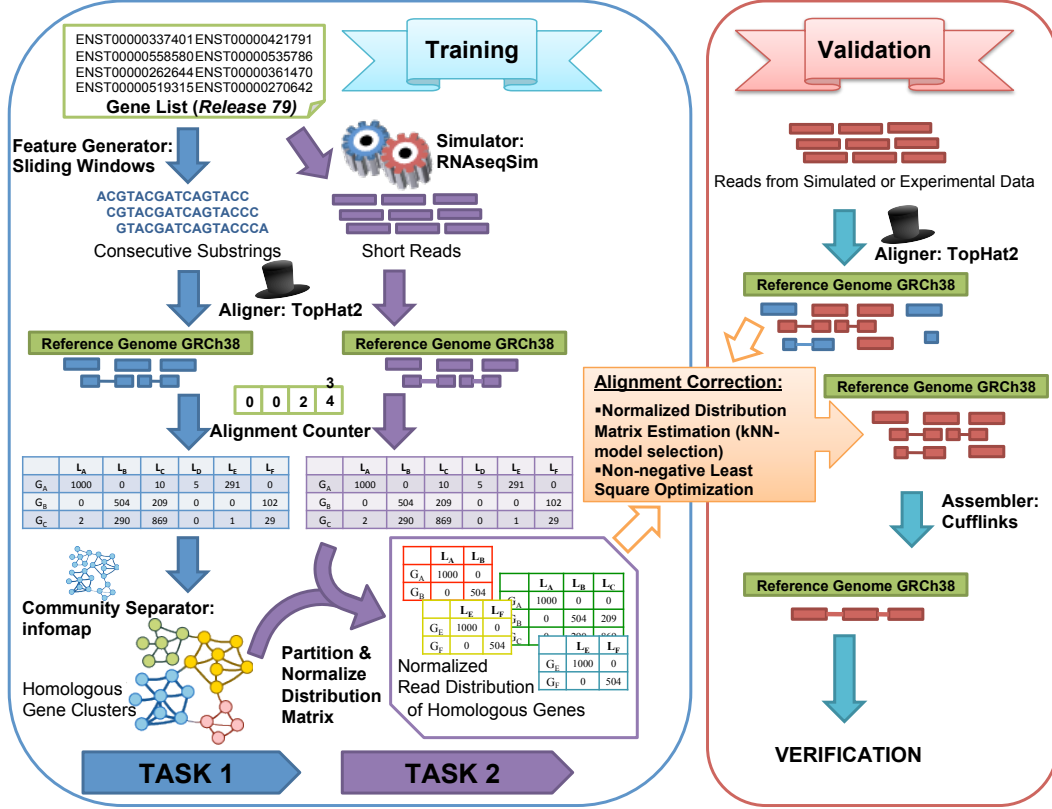 ENST00000337401ENST00000421791
ENST00000558580ENST00000535786
ENST00000262644ENST00000361470
ENST00000519315ENST00000270642
Gene List (Release 79)
Training
Feature Generator:
Sliding Windows
Simulator:
RNAseqSim
ACGTACGATCAGTACC
CGTACGATCAGTACCC
GTACGATCAGTACCCA
Consecutive Substrings
Short Reads
Aligner: TopHat2
Reference Genome GRCh38
Reference Genome GRCh38
0 0 2 3 4
Alignment Counter
L_A L_B L_C L_D L_E L_F
G_A 1000 0 10 5 291 0
G_B 0 504 209 0 0 102
G_C 2 290 869 0 1 29
L_A L_B L_C L_D L_E L_F
G_A 1000 0 10 5 291 0
G_B 0 504 209 0 0 102
G_C 2 290 869 0 1 29
Community Separator:
infomap
Homologous
Gene Clusters
Partition &
Normalize
Distribution
Matrix
L_A L_B
G_A 1000 0
G_B 0 504
L_A L_B L_C
G_A 1000 0 0
G_B 0 504 209
G_C
L_E L_F
G_E 1000 0
G_F 0 504
L_E L_F
G_E 1000 0
G_F 0 504
Normalized
Read Distribution
of Homologous Genes
TASK 1
TASK 2
Validation
Reads from Simulated or Experimental Data
Aligner: TopHat2
Reference Genome GRCh38
Alignment Correction:
▪Normalized Distribution
Matrix Estimation (kNN-
model selection)
▪Non-negative Least
Square Optimization
Reference Genome GRCh38
Assembler:
Cufflinks
Reference Genome GRCh38
VERIFICATION